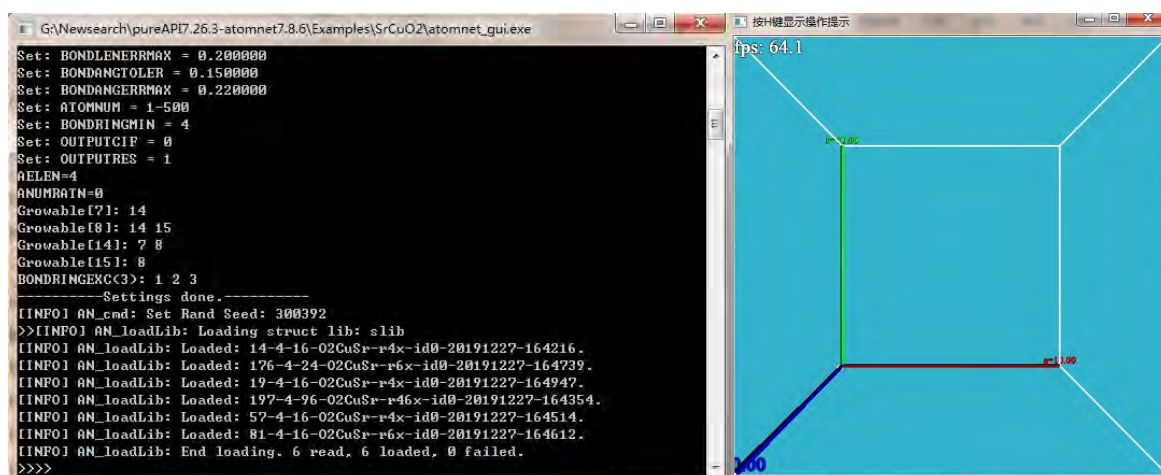 G:\Newsearch\pureAPI7.26.3-atomnet7.8.6\Examples\SrCuO2\atomnet_gui.exe
Set: BONDLENERRMAX = 0.200000
Set: BONDANGTOLER = 0.150000
Set: BONDANGERRMAX = 0.220000
Set: ATOMNUM = 1-500
Set: BONDRINGMIN = 4
Set: OUTPUTCIF = 0
Set: OUTPUTRES = 1
AELEN=4
ANUMRATN=0
Growable[7]: 14
Growable[8]: 14 15
Growable[14]: 7 8
Growable[15]: 8
BONDRINGEXC(3): 1 2 3
----------Settings done.----------
[INFO] AN_cmd: Set Rand Seed: 300392
>>[INFO] AN_loadLib: Loading struct lib: slib
[INFO] AN_loadLib: Loaded: 14-4-16-O2CuSr-r4x-id0-20191227-164216.
[INFO] AN_loadLib: Loaded: 176-4-24-O2CuSr-r6x-id0-20191227-164739.
[INFO] AN_loadLib: Loaded: 19-4-16-O2CuSr-r4x-id0-20191227-164947.
[INFO] AN_loadLib: Loaded: 197-4-96-O2CuSr-r46x-id0-20191227-164354.
[INFO] AN_loadLib: Loaded: 57-4-16-O2CuSr-r4x-id0-20191227-164514.
[INFO] AN_loadLib: Loaded: 81-4-16-O2CuSr-r6x-id0-20191227-164612.
[INFO] AN_loadLib: End loading. 6 read, 6 loaded, 0 failed.
>>>>
按H键显示操作提示
fps: 64.1